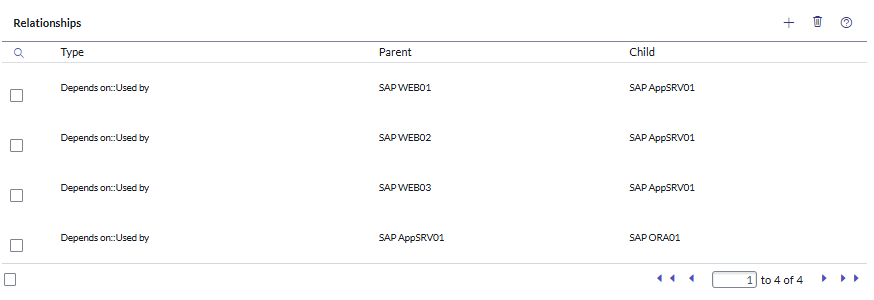 Relationships
Type Parent Child
Depends on::Used by SAP WEB01 SAP AppSRV01
Depends on::Used by SAP WEB02 SAP AppSRV01
Depends on::Used by SAP WEB03 SAP AppSRV01
Depends on::Used by SAP AppSRV01 SAP ORA01
1 to 4 of 4